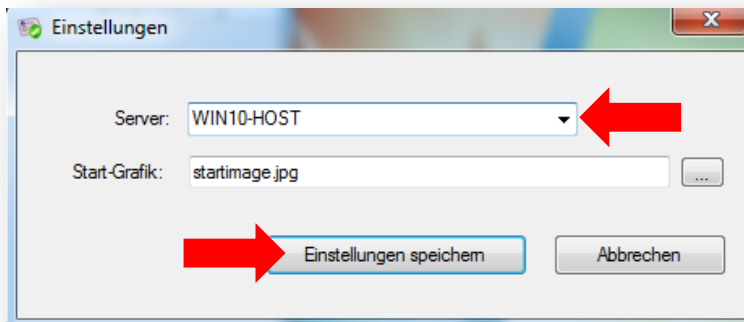 Einstellungen
Server: WIN10-HOST
Start-Grafik: startimage.jpg ...
Einstellungen speichern Abbrechen